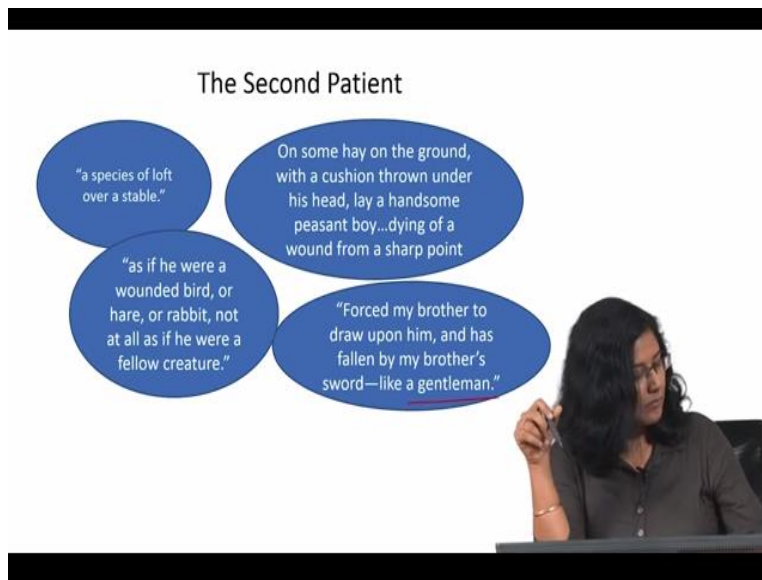 The Second Patient
“a species of loft
over a stable.”
On some hay on the ground,
with a cushion thrown under
his head, lay a handsome
peasant boy...dying of a
wound from a sharp point
“as if he were a
wounded bird, or
hare, or rabbit, not
at all as if he were a
fellow creature.”
“Forced my brother to
draw upon him, and has
fallen by my brother’s
sword—like a gentleman.”